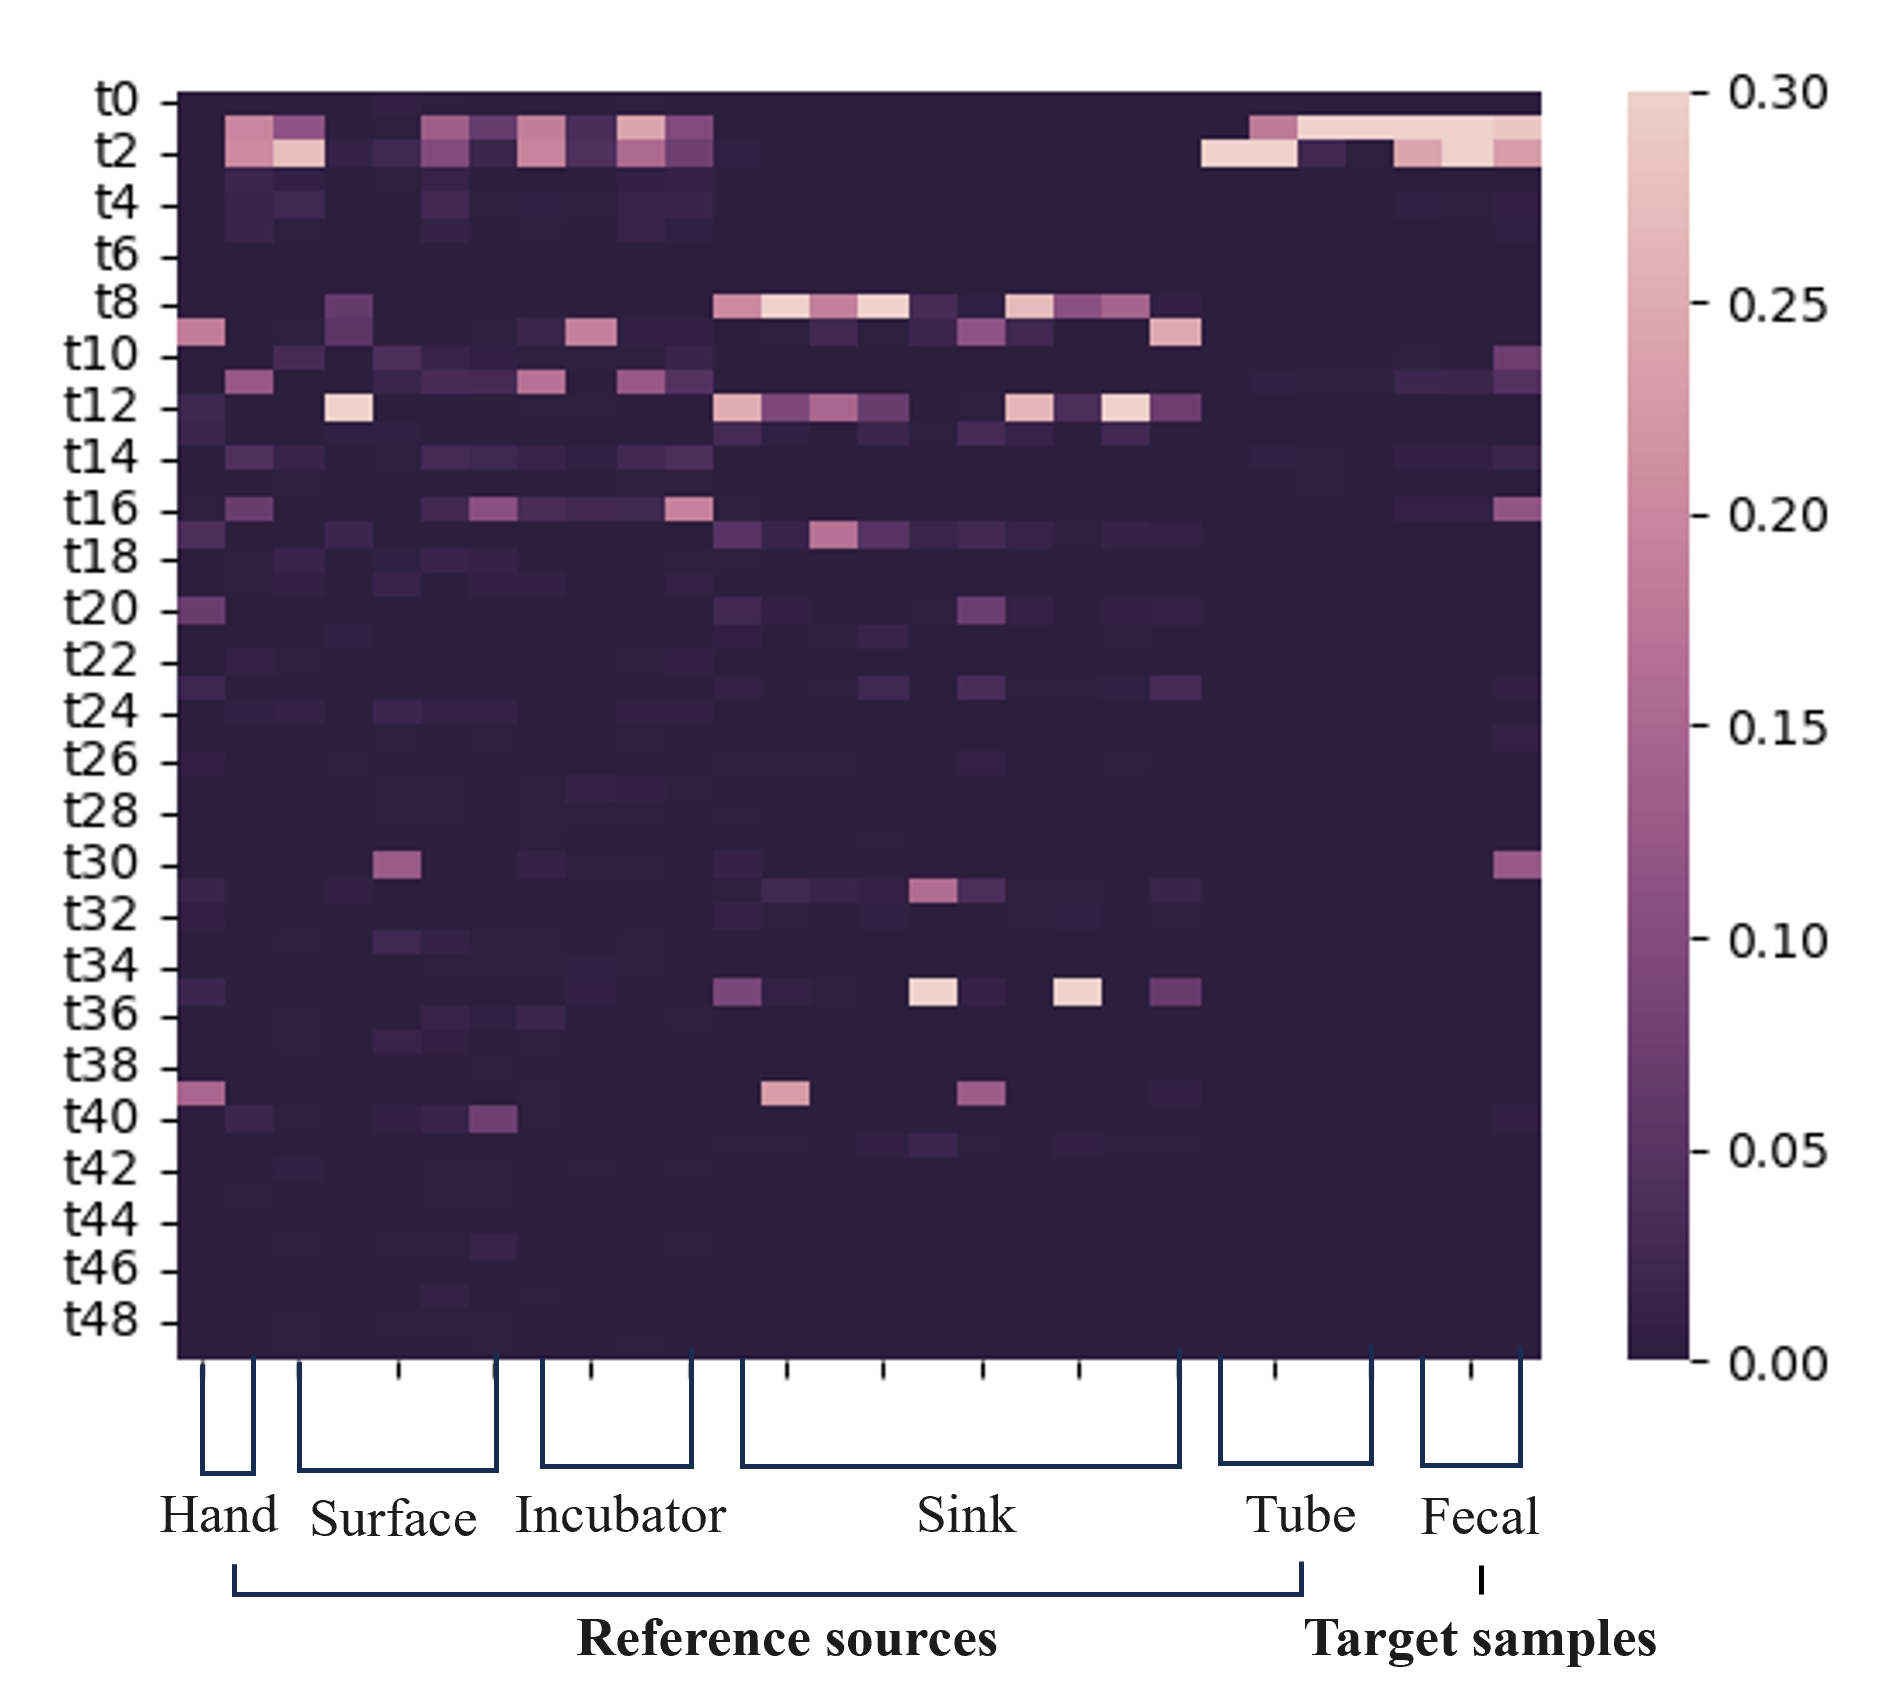 t0
t2
t4
t6
t8
t10
t12
t14
t16
t18
t20
t22
t24
t26
t28
t30
t32
t34
t36
t38
t40
t42
t44
t46
t48
0.30
0.25
0.20
0.15
0.10
0.05
0.00
Hand Surface Incubator Sink Tube Fecal
Reference sources Target samples